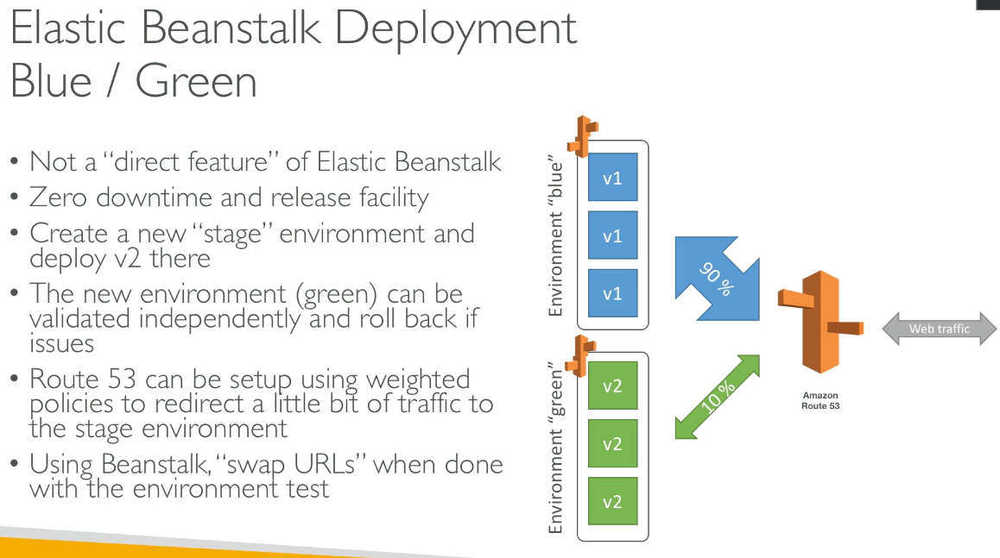 Elastic Beanstalk Deployment
Blue / Green
• Not a “direct feature” of Elastic Beanstalk
• Zero downtime and release facility
• Create a new “stage” environment and
deploy v2 there
• The new environment (green) can be
validated independently and roll back if
issues
• Route 53 can be setup using weighted
policies to redirect a little bit of traffic to
the stage environment
• Using Beanstalk, “swap URLs” when done
with the environment test
Environment “blue”
v1
v1
v1
Environment “green”
v2
v2
v2
90 %
10 %
Amazon
Route 53
Web traffic